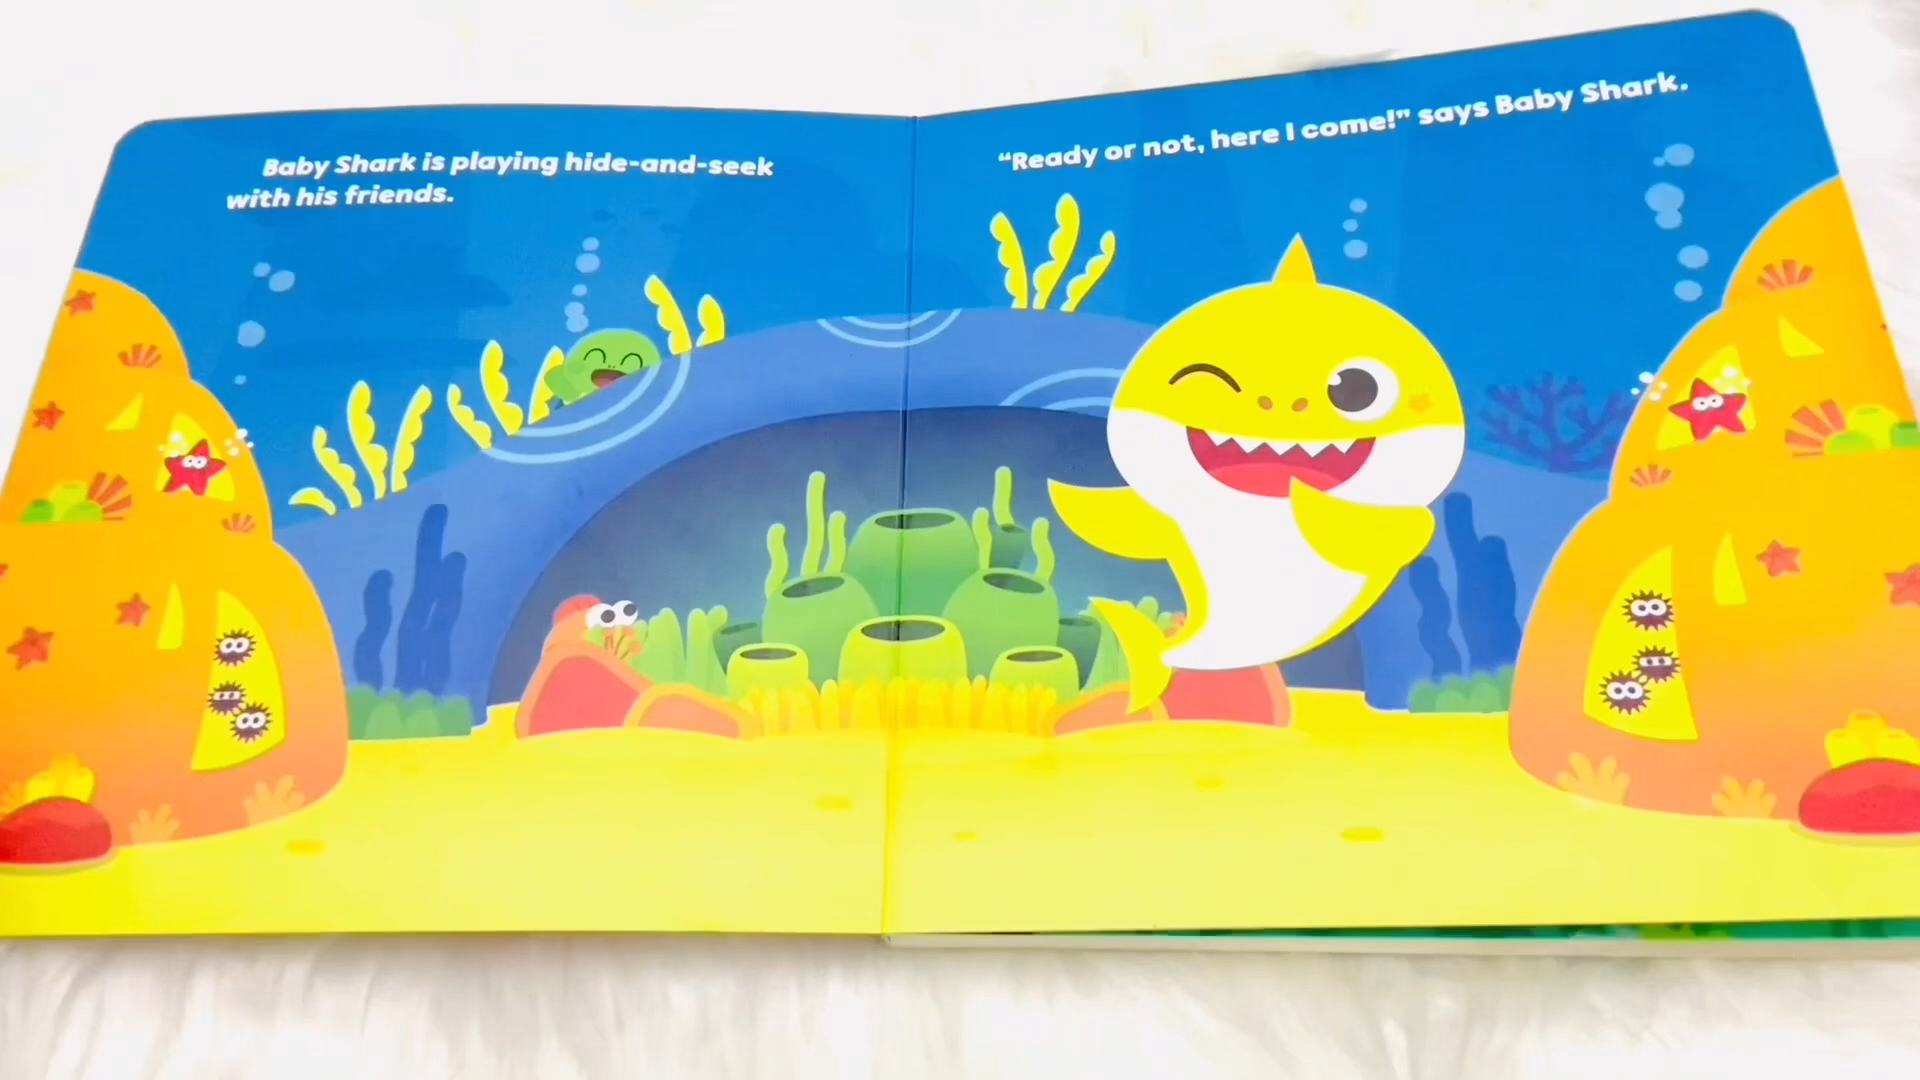 Baby Shark is playing hide-and-seek
with his friends.
“Ready or not, here I come!” says Baby Shark.